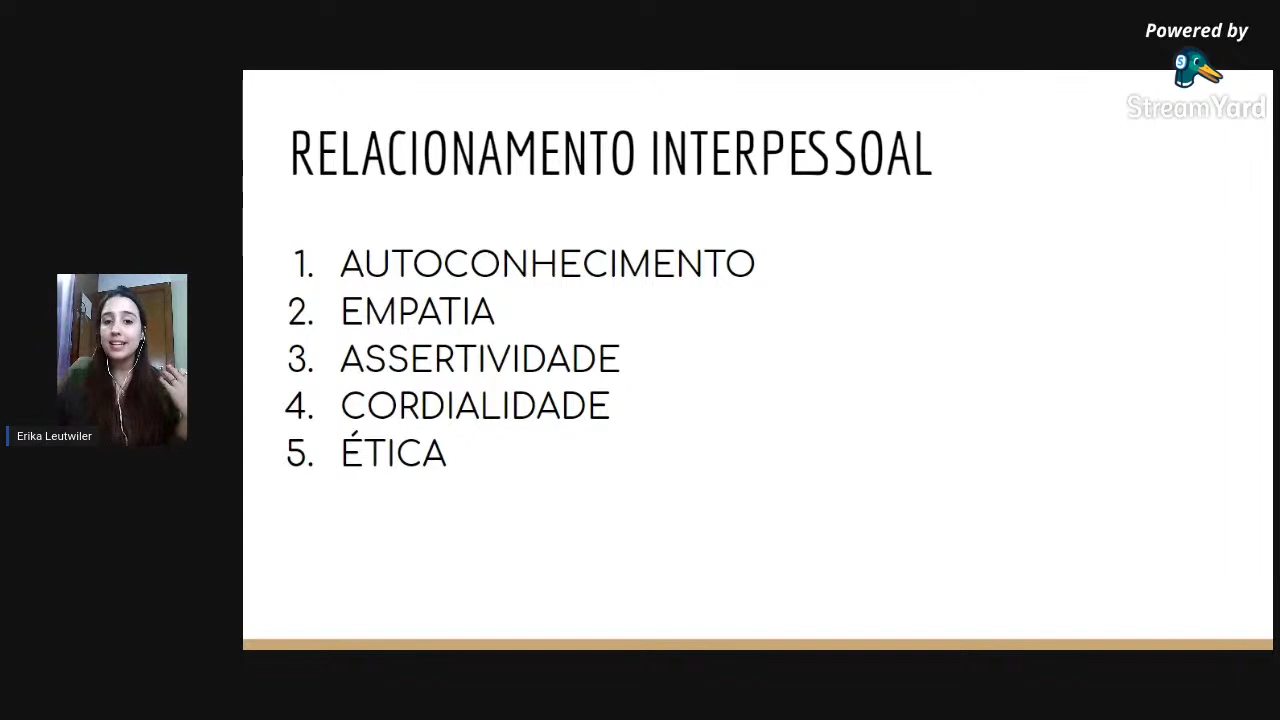 Powered by
StreamYard
RELACIONAMENTO INTERPESSOAL
1. AUTOCONHECIMENTO
2. EMPATIA
3. ASSERTIVIDADE
4. CORDIALIDADE
5. ÉTICA
Erika Leutwiler